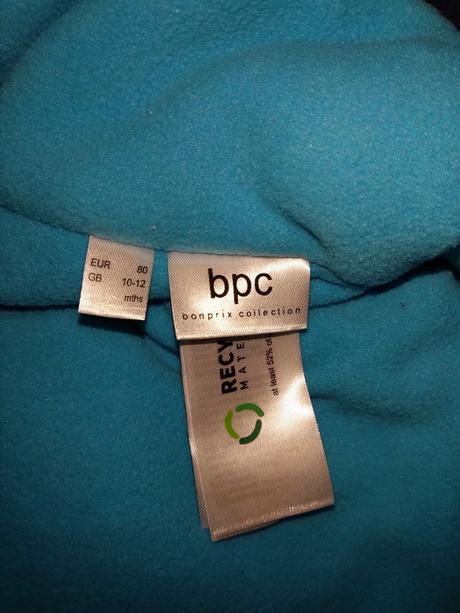 EUR 80
GB 10-12
mths
bpc
bonprix collection
RECY
MATE
at least 52% of